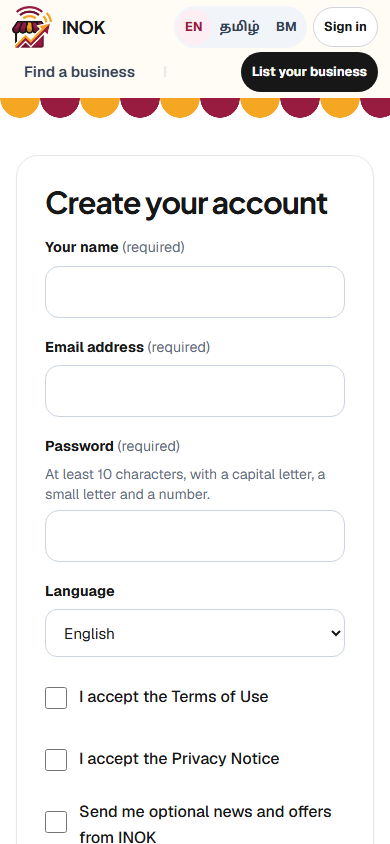 INOK
EN தமிழ் BM
Sign in
Find a business
List your business
Create your account
Your name (required)
Email address (required)
Password (required)
At least 10 characters, with a capital letter, a
small letter and a number.
Language
English
I accept the Terms of Use
I accept the Privacy Notice
Send me optional news and offers
from INOK